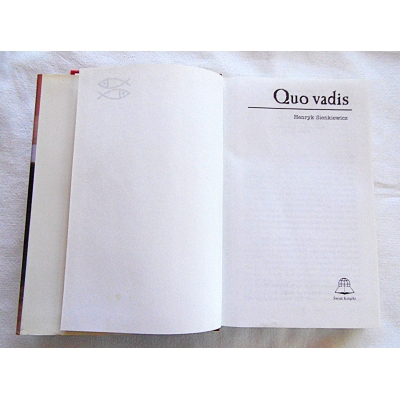 Quo vadis
Henryk Sienkiewicz
Świat Książki